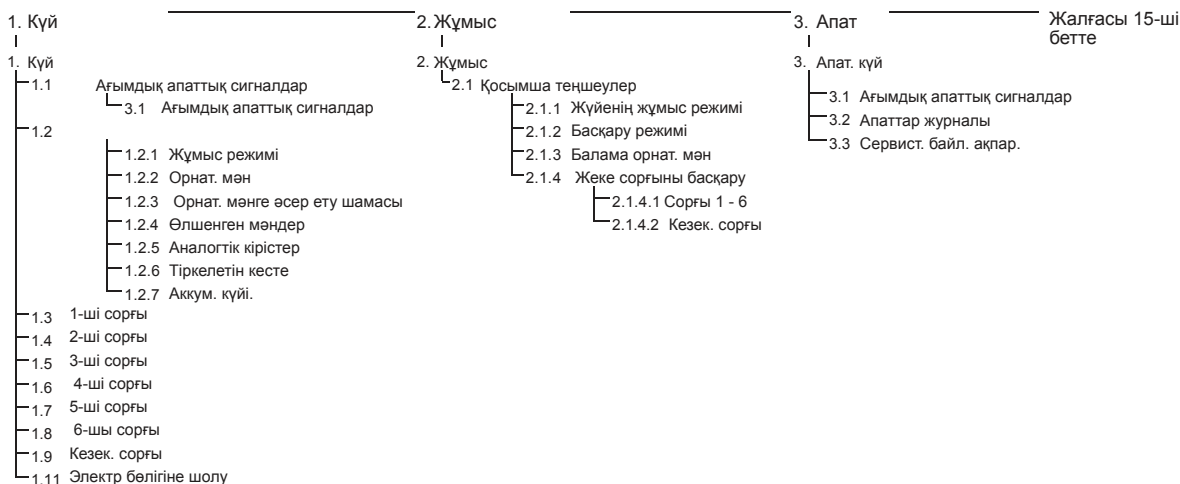 1. Күй
2. Жұмыс
3. Апат
Жалғасы 15-ші
бетте
1. Күй
1.1 Ағымдық апаттық сигналдар
3.1 Ағымдық апаттық сигналдар
1.2
1.2.1 Жұмыс режимі
1.2.2 Орнат. мән
1.2.3 Орнат. мәнге әсер ету шамасы
1.2.4 Өлшенген мәндер
1.2.5 Аналогтік кірістер
1.2.6 Тіркелетін кесте
1.2.7 Аккум. күйі.
1.3 1-ші сорғы
1.4 2-ші сорғы
1.5 3-ші сорғы
1.6 4-ші сорғы
1.7 5-ші сорғы
1.8 6-шы сорғы
1.9 Кезек. сорғы
1.11 Электр бөлігіне шолу
2. Жұмыс
2.1 Қосымша теңшеулер
2.1.1 Жүйенің жұмыс режимі
2.1.2 Басқару режимі
2.1.3 Балама орнат. мән
2.1.4 Жеке сорғыны басқару
2.1.4.1 Сорғы 1 - 6
2.1.4.2 Кезек. сорғы
3. Апат. күй
3.1 Ағымдық апаттық сигналдар
3.2 Апаттар журналы
3.3 Сервист. байл. ақпар.